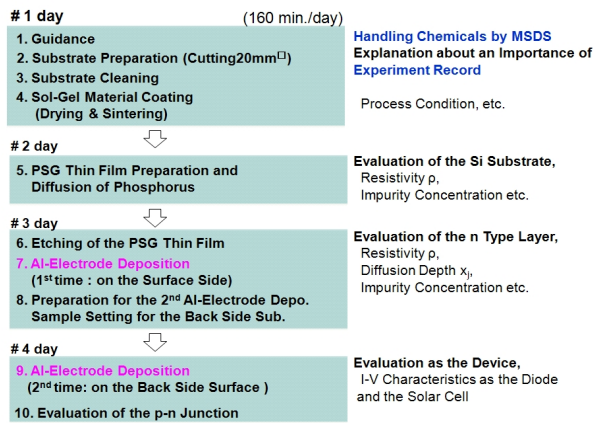 # 1 day
(160 min./day)
1. Guidance
2. Substrate Preparation (Cutting20mm□)
3. Substrate Cleaning
4. Sol-Gel Material Coating
(Drying & Sintering)
Handling Chemicals by MSDS
Explanation about an Importance of
Experiment Record
Process Condition, etc.
# 2 day
5. PSG Thin Film Preparation and
Diffusion of Phosphorus
Evaluation of the Si Substrate,
Resistivity ρ,
Impurity Concentration etc.
# 3 day
6. Etching of the PSG Thin Film
7. Al-Electrode Deposition
(1st time : on the Surface Side)
8. Preparation for the 2nd Al-Electrode Depo.
Sample Setting for the Back Side Sub.
Evaluation of the n Type Layer,
Resistivity ρ,
Diffusion Depth xj,
Impurity Concentration etc.
# 4 day
9. Al-Electrode Deposition
(2nd time: on the Back Side Surface )
10. Evaluation of the p-n Junction
Evaluation as the Device,
I-V Characteristics as the Diode
and the Solar Cell